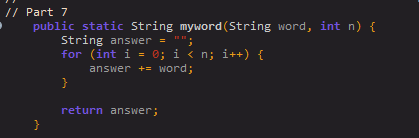 // Part 7
public static String myword(String word, int n) {
String answer = "";
for (int i = 0; i < n; i++) {
answer += word;
}
return answer;
}